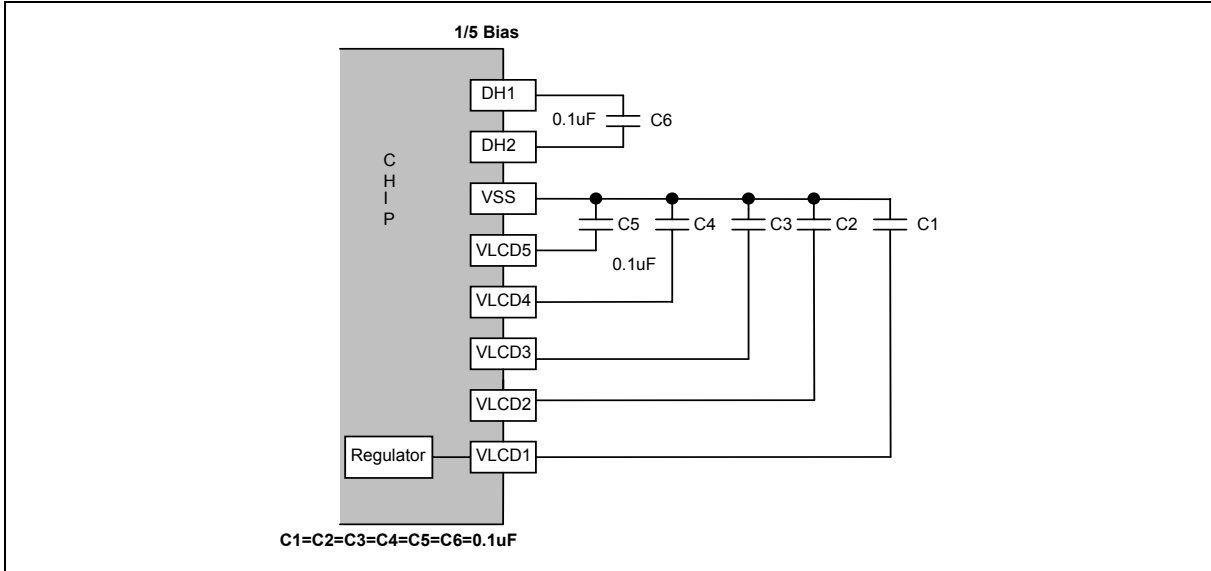 1/5 Bias
DH1
0.1uF
C6
DH2
C
H
I
P
VSS
C5
C4
C3
C2
C1
VLCD5
0.1uF
VLCD4
VLCD3
VLCD2
Regulator
VLCD1
C1=C2=C3=C4=C5=C6=0.1uF